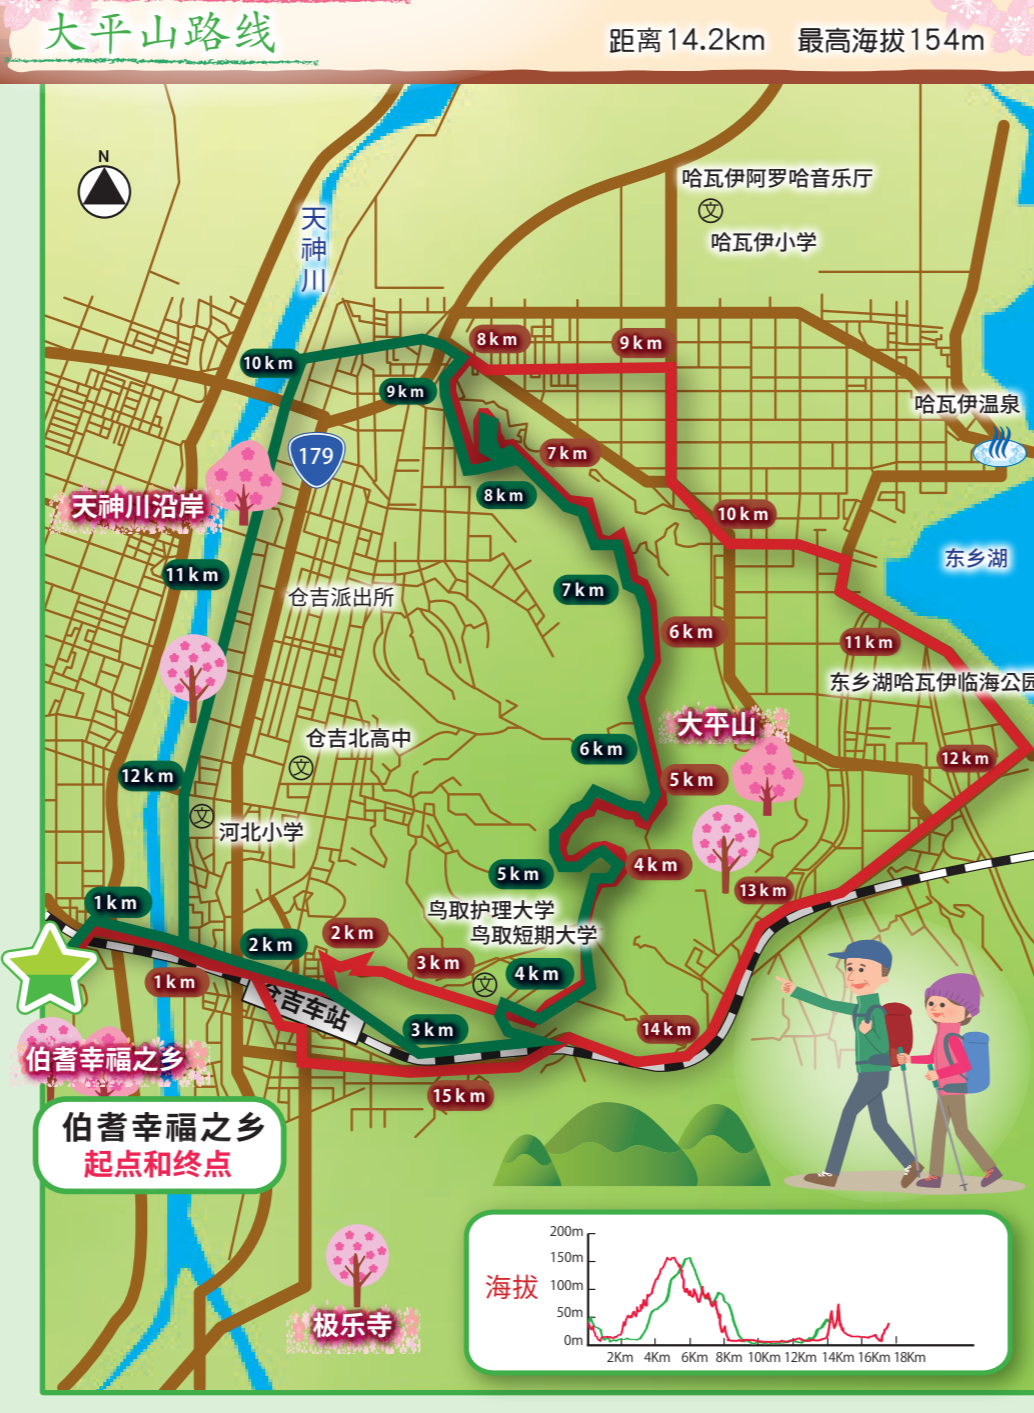 大平山路线
距离14.2km 最高海拔154m
N
天神川
哈瓦伊阿罗哈音乐厅
文
哈瓦伊小学
8km
9km
10km
9km
哈瓦伊温泉
179
7km
8km
天神川沿岸
10km
东乡湖
11km
7km
仓吉派出所
6km
11km
东乡湖哈瓦伊临海公园
大平山
仓吉北高中
6km
文
12km
5km
12km
文
河北小学
4km
5km
13km
1km
鸟取护理大学
鸟取短期大学
2km
2km
3km
文
4km
1km
仓吉车站
3km
14km
伯耆幸福之乡
15km
伯耆幸福之乡
起点和终点
极乐寺
海拔
200m
150m
100m
50m
0m
2Km 4Km 6Km 8Km 10Km 12Km 14Km 16Km 18Km